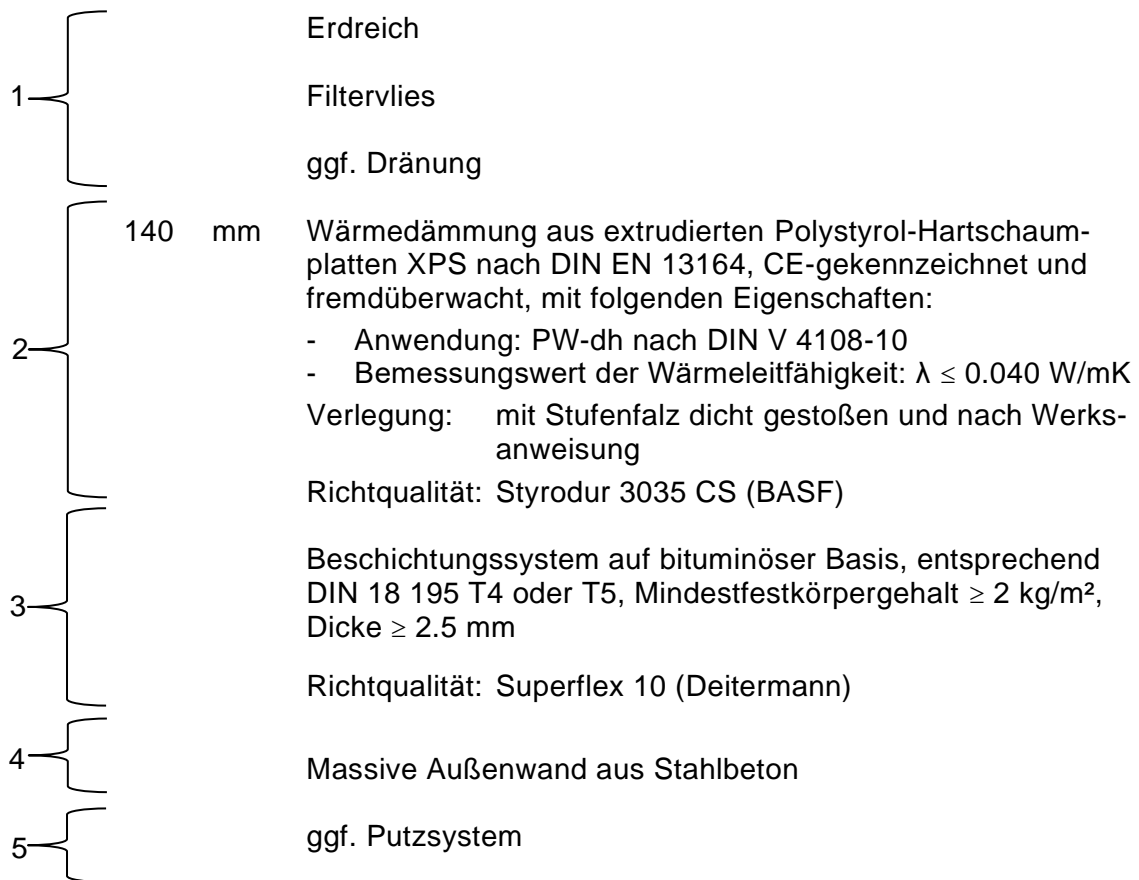 Erdreich
1
Filtervlies
ggf. Dränung
140 mm Wärmedämmung aus extrudierten Polystyrol-Hartschaum-
platten XPS nach DIN EN 13164, CE-gekennzeichnet und
fremdüberwacht, mit folgenden Eigenschaften:
- Anwendung: PW-dh nach DIN V 4108-10
2
- Bemessungswert der Wärmeleitfähigkeit: λ ≤ 0.040 W/mK
Verlegung: mit Stufenfalz dicht gestoßen und nach Werks-
anweisung
Richtqualität: Styrodur 3035 CS (BASF)
Beschichtungssystem auf bituminöser Basis, entsprechend
3 DIN 18 195 T4 oder T5, Mindestfestkörpergehalt ≥ 2 kg/m²,
Dicke ≥ 2.5 mm
Richtqualität: Superflex 10 (Deitermann)
4 Massive Außenwand aus Stahlbeton
5 ggf. Putzsystem